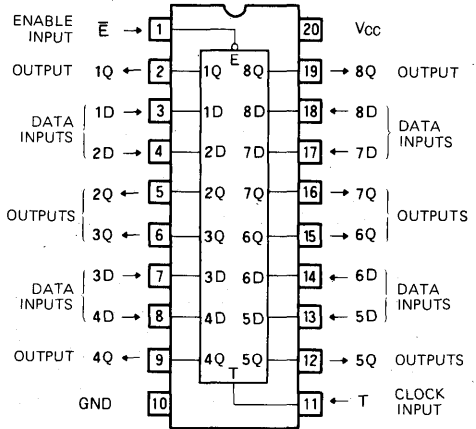 ENABLE INPUT E̅ → 1 20 VCC
E
OUTPUT 1Q ← 2 1Q 8Q 19 → 8Q OUTPUT
DATA INPUTS 1D → 3 1D 8D 18 ← 8D DATA INPUTS
2D → 4 2D 7D 17 ← 7D
OUTPUTS 2Q ← 5 2Q 7Q 16 → 7Q OUTPUTS
3Q ← 6 3Q 6Q 15 → 6Q
DATA INPUTS 3D → 7 3D 6D 14 ← 6D DATA INPUTS
4D → 8 4D 5D 13 ← 5D
OUTPUT 4Q ← 9 4Q 5Q 12 → 5Q OUTPUTS
T
GND 10 11 ← T CLOCK INPUT